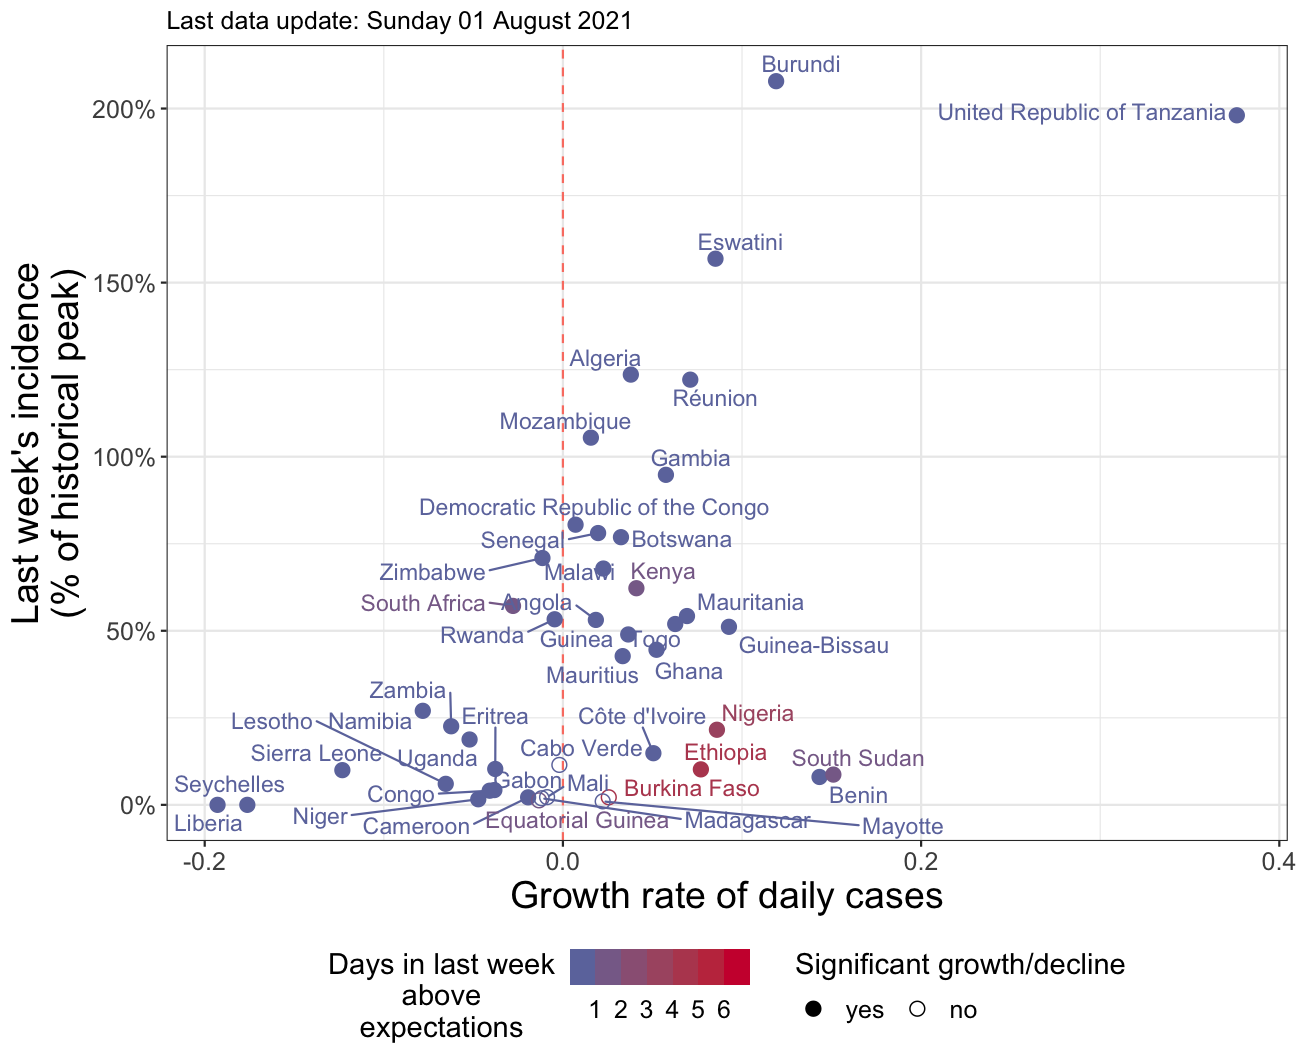 Last data update: Sunday 01 August 2021
Last week's incidence
(% of historical peak)
200%
150%
100%
50%
0%
Burundi
United Republic of Tanzania
Eswatini
Algeria
Réunion
Mozambique
Gambia
Democratic Republic of the Congo
Senegal
Botswana
Zimbabwe
Malawi
Kenya
South Africa
Angola
Mauritania
Rwanda
Guinea
Togo
Guinea-Bissau
Mauritius
Ghana
Zambia
Lesotho
Namibia
Eritrea
Côte d'Ivoire
Nigeria
Sierra Leone
Uganda
Cabo Verde
Ethiopia
South Sudan
Seychelles
Gabon
Mali
Burkina Faso
Benin
Congo
Liberia
Niger
Cameroon
Equatorial Guinea
Madagascar
Mayotte
-0.2
0.0
0.2
0.4
Growth rate of daily cases
Days in last week
above
expectations
1 2 3 4 5 6
Significant growth/decline
yes
no